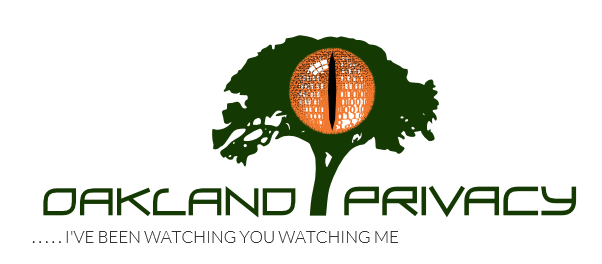 OAKLAND PRIVACY
.....I'VE BEEN WATCHING YOU WATCHING ME